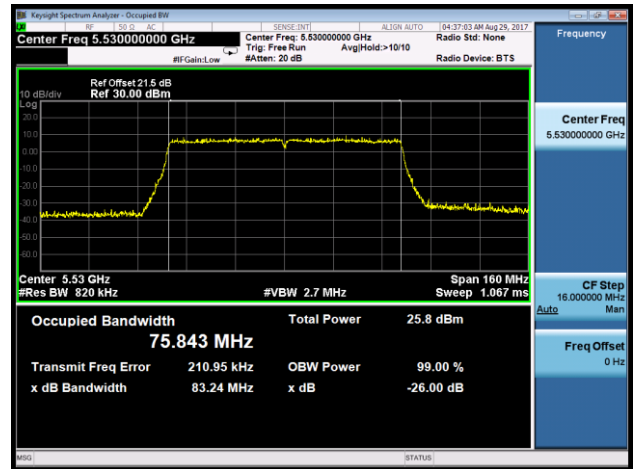 Keysight Spectrum Analyzer - Occupied BW
RF 50 Ω AC SENSE:INT ALIGN AUTO 04:37:03 AM Aug 29, 2017
Center Freq 5.530000000 GHz
Center Freq: 5.530000000 GHz
Radio Std: None
Trig: Free Run Avg|Hold:>10/10
#IFGain:Low #Atten: 20 dB Radio Device: BTS
Frequency
Ref Offset 21.5 dB
10 dB/div Ref 30.00 dBm
Log
20.0
10.0
0.00
-10.0
-20.0
-30.0
-40.0
-50.0
-60.0
Center 5.53 GHz Span 160 MHz
#Res BW 820 kHz #VBW 2.7 MHz Sweep 1.067 ms
Occupied Bandwidth Total Power 25.8 dBm
75.843 MHz
Transmit Freq Error 210.95 kHz OBW Power 99.00 %
x dB Bandwidth 83.24 MHz x dB -26.00 dB
Center Freq
5.530000000 GHz
CF Step
16.000000 MHz
Auto Man
Freq Offset
0 Hz
MSG STATUS